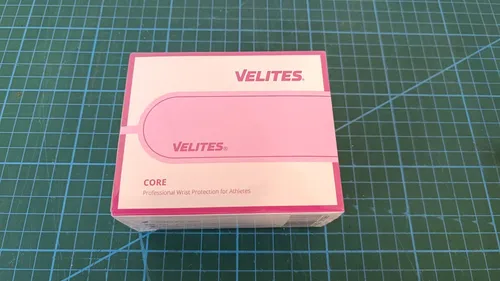 VELITES®
VELITES®
CORE
Professional Wrist Protection for Athletes